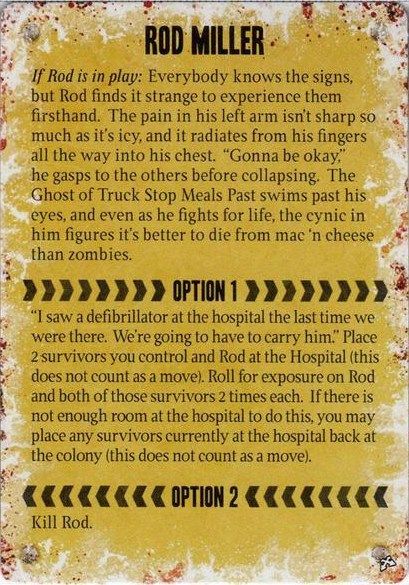 ROD MILLER
If Rod is in play: Everybody knows the signs,
but Rod finds it strange to experience them
firsthand. The pain in his left arm isn't sharp so
much as it's icy, and it radiates from his fingers
all the way into his chest. "Gonna be okay,"
he gasps to the others before collapsing. The
Ghost of Truck Stop Meals Past swims past his
eyes, and even as he fights for life, the cynic in
him figures it's better to die from mac 'n cheese
than zombies.
OPTION 1
"I saw a defibrillator at the hospital the last time we
were there. We're going to have to carry him." Place
2 survivors you control and Rod at the Hospital (this
does not count as a move). Roll for exposure on Rod
and both of those survivors 2 times each. If there is
not enough room at the hospital to do this, you may
place any survivors currently at the hospital back at
the colony (this does not count as a move).
OPTION 2
Kill Rod.